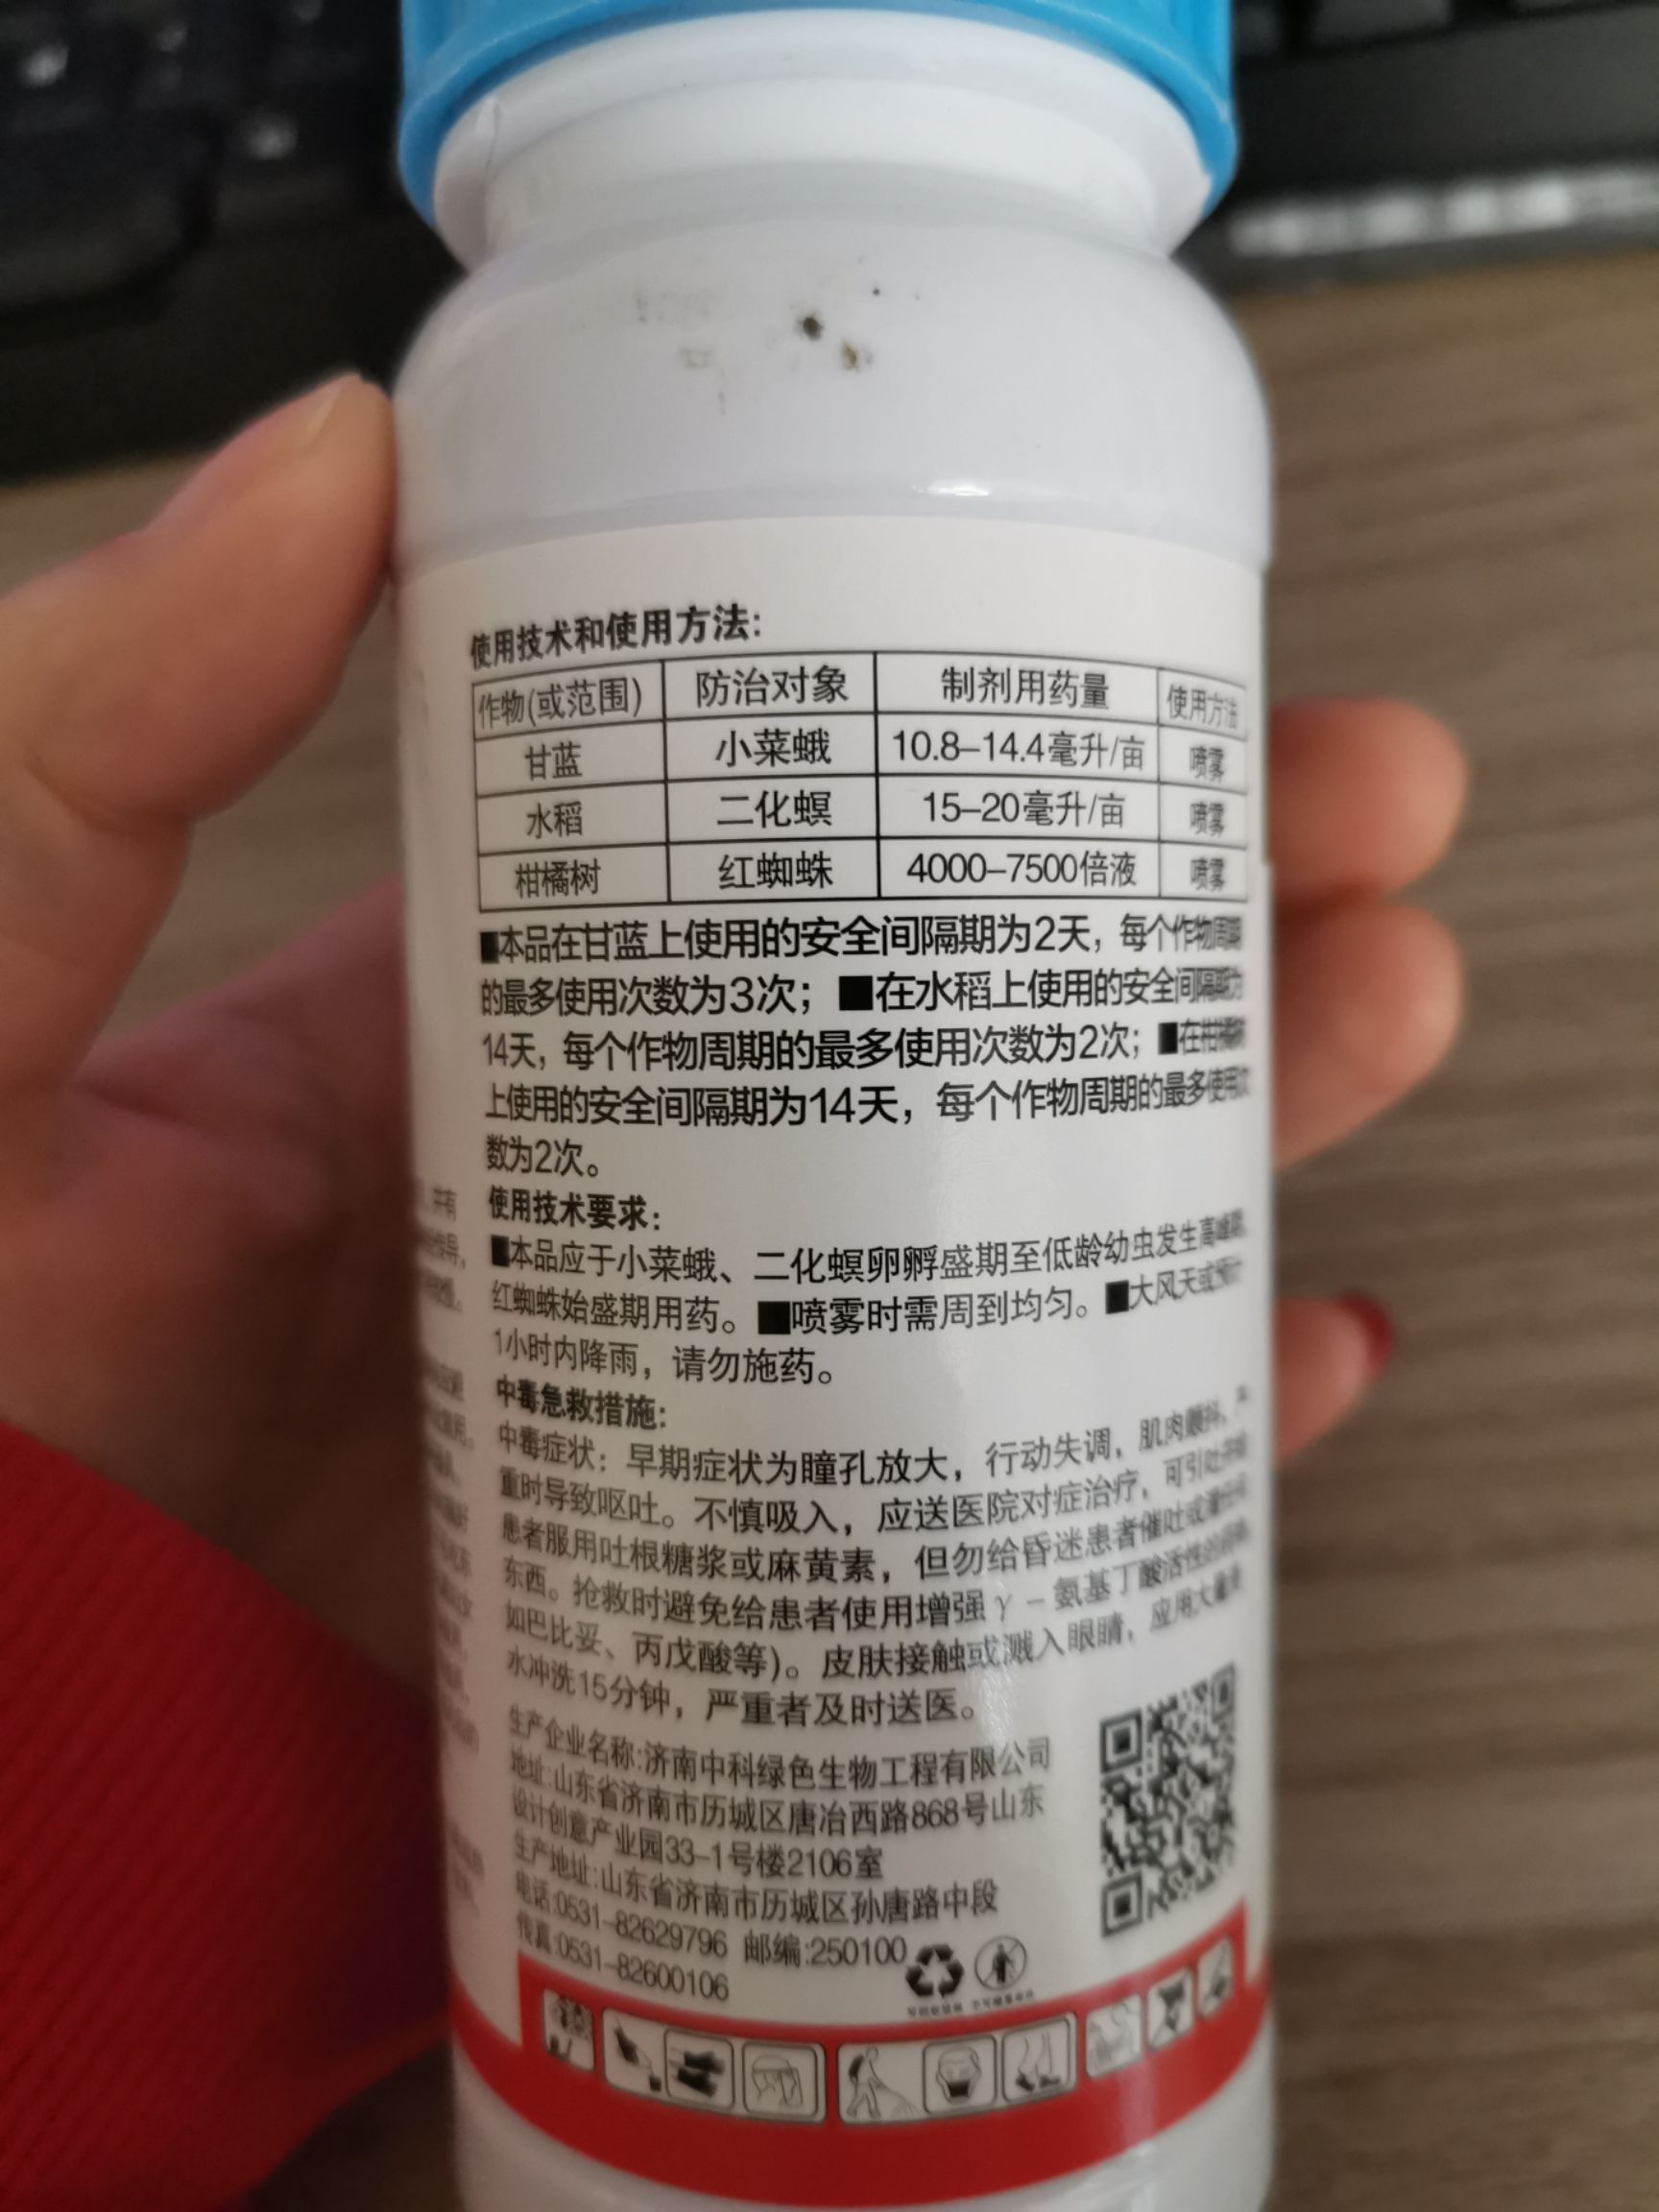 使用技术和使用方法:
作物(或范围) 防治对象 制剂用药量 使用方法
甘蓝 小菜蛾 10.8–14.4毫升/亩 喷雾
水稻 二化螟 15–20毫升/亩 喷雾
柑橘树 红蜘蛛 4000–7500倍液 喷雾
■本品在甘蓝上使用的安全间隔期为2天，每个作物周期
的最多使用次数为3次；■在水稻上使用的安全间隔期为
14天，每个作物周期的最多使用次数为2次；■在柑橘树
上使用的安全间隔期为14天，每个作物周期的最多使用次
数为2次。
使用技术要求：
■本品应于小菜蛾、二化螟卵孵盛期至低龄幼虫发生高峰期、
红蜘蛛始盛期用药。■喷雾时需周到均匀。■大风天或预计
1小时内降雨，请勿施药。
中毒急救措施：
中毒症状：早期症状为瞳孔放大，行动失调，肌肉颤抖，
重时导致呕吐。不慎吸入，应送医院对症治疗，可引吐并给
患者服用吐根糖浆或麻黄素，但勿给昏迷患者催吐或灌任何
东西。抢救时避免给患者使用增强γ－氨基丁酸活性的药物
如巴比妥、丙戊酸等)。皮肤接触或溅入眼睛，应用大量清
水冲洗15分钟，严重者及时送医。
生产企业名称:济南中科绿色生物工程有限公司
地址:山东省济南市历城区唐冶西路868号山东
设计创意产业园33–1号楼2106室
生产地址:山东省济南市历城区孙唐路中段
电话:0531–82629796 邮编:250100
传真:0531–82600106